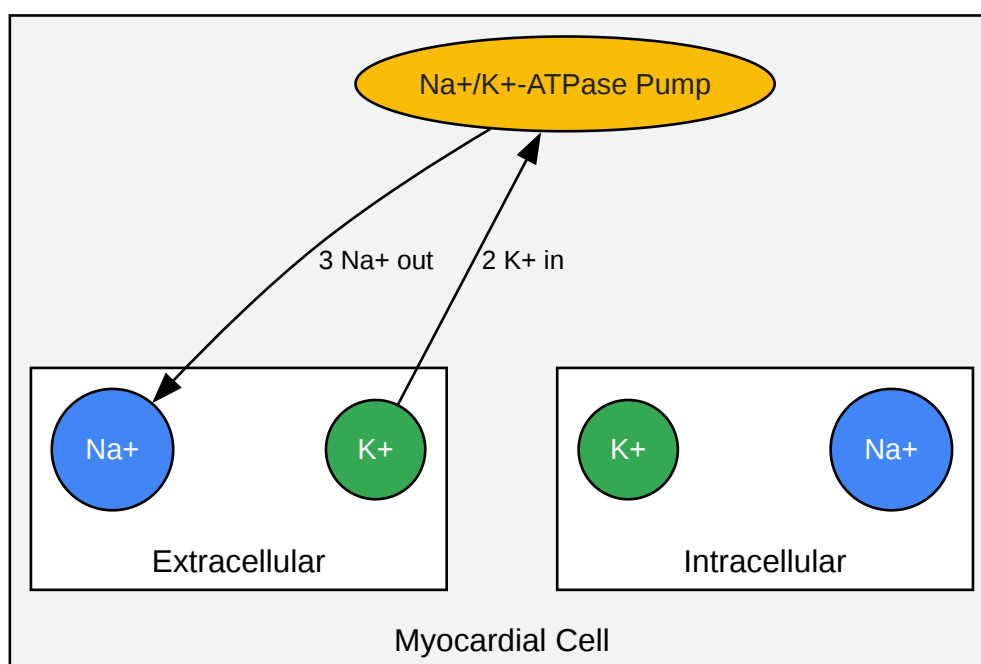 Na+/K+-ATPase Pump
3 Na+ out
2 K+ in
Na+
K+
K+
Na+
Extracellular
Intracellular
Myocardial Cell